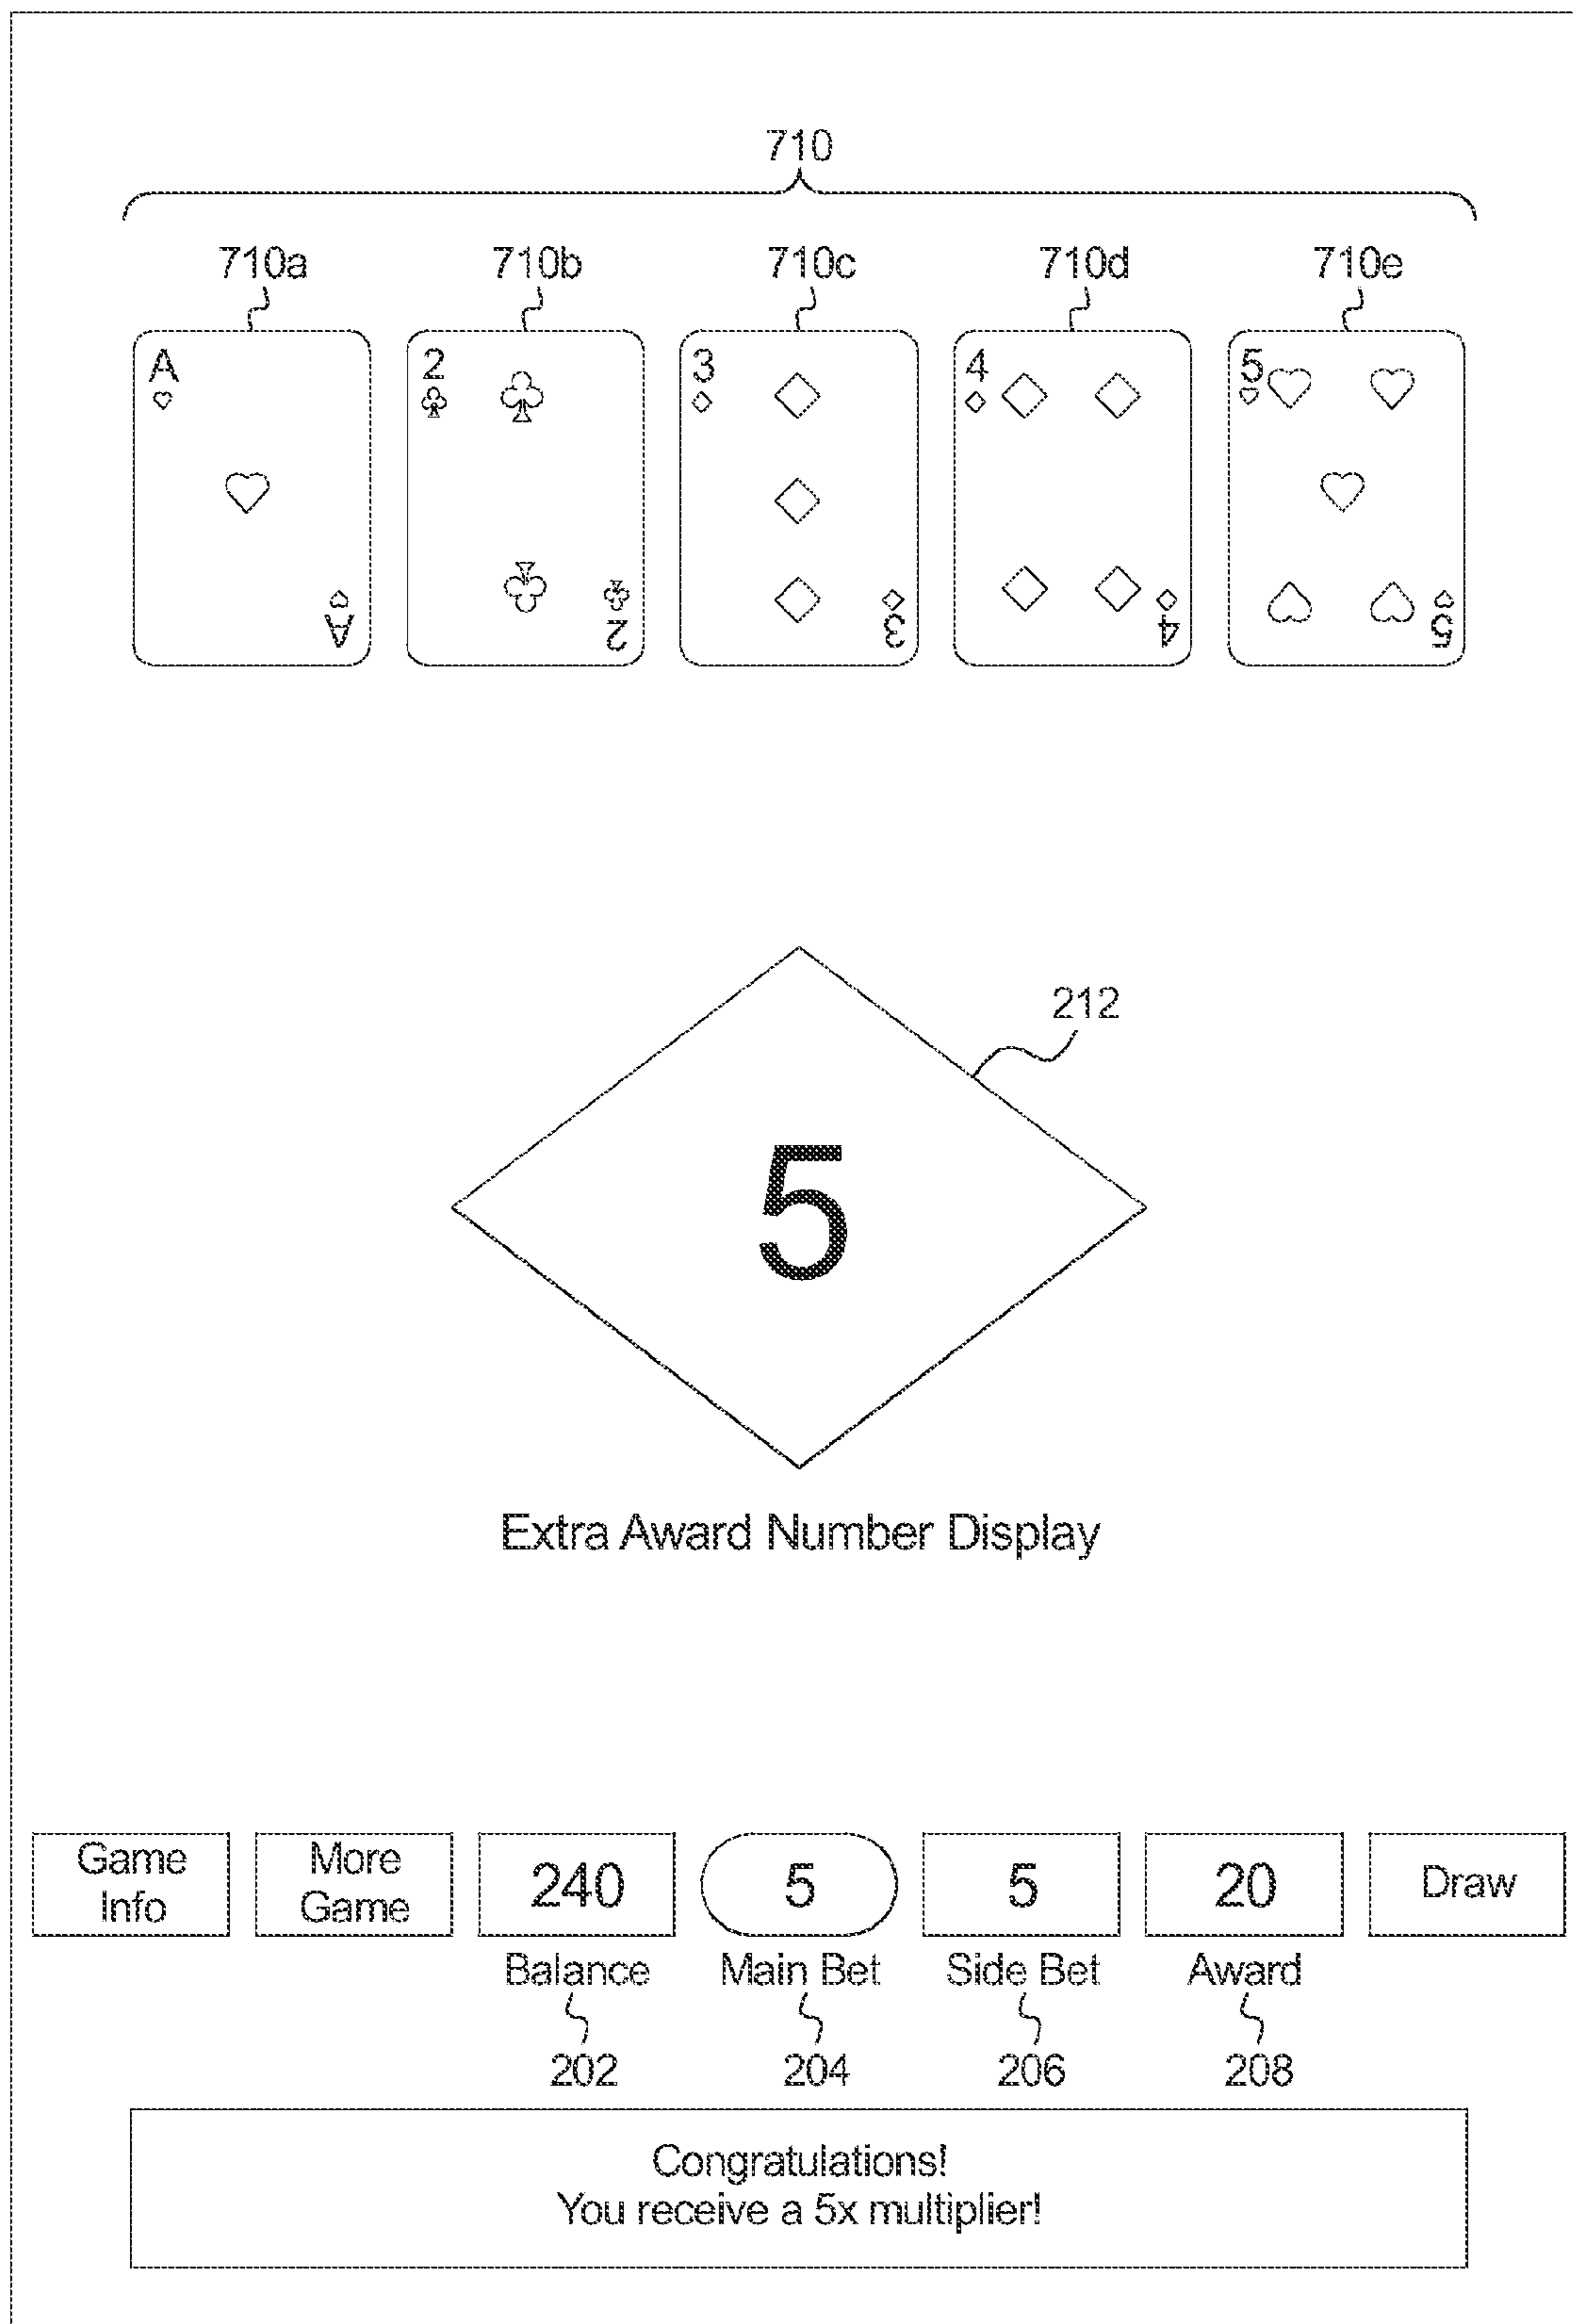 710
710a 710b 710c 710d 710e
A 2 3 4 5
A 2 3 4 5
212
5
Extra Award Number Display
Game Info
More Game
240
5
5
20
Draw
Balance Main Bet Side Bet Award
202 204 206 208
Congratulations!
You receive a 5x multiplier!